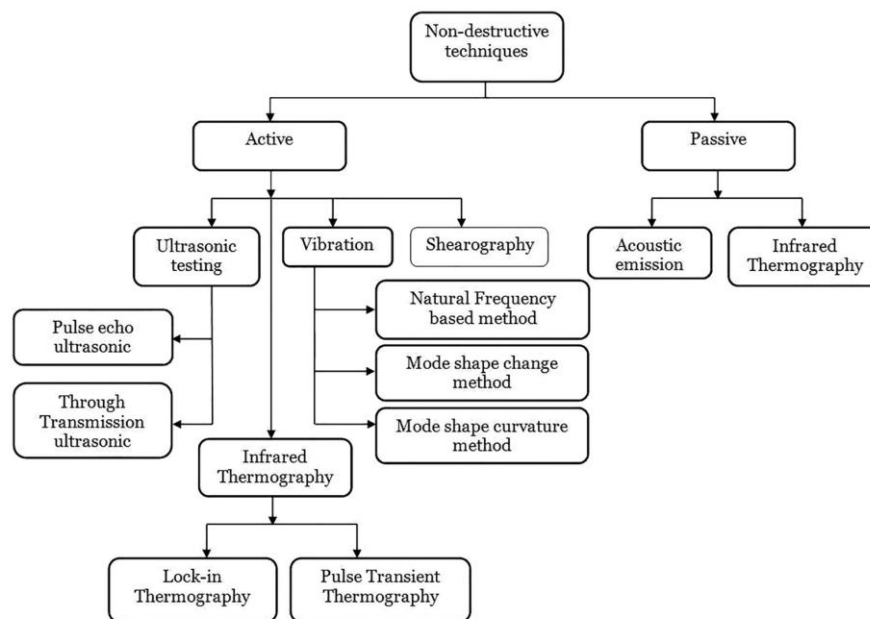 Non-destructive
techniques
Active
Passive
Ultrasonic
testing
Vibration
Shearography
Acoustic
emission
Infrared
Thermography
Natural Frequency
based method
Pulse echo
ultrasonic
Mode shape change
method
Through
Transmission
ultrasonic
Mode shape curvature
method
Infrared
Thermography
Lock-in
Thermography
Pulse Transient
Thermography